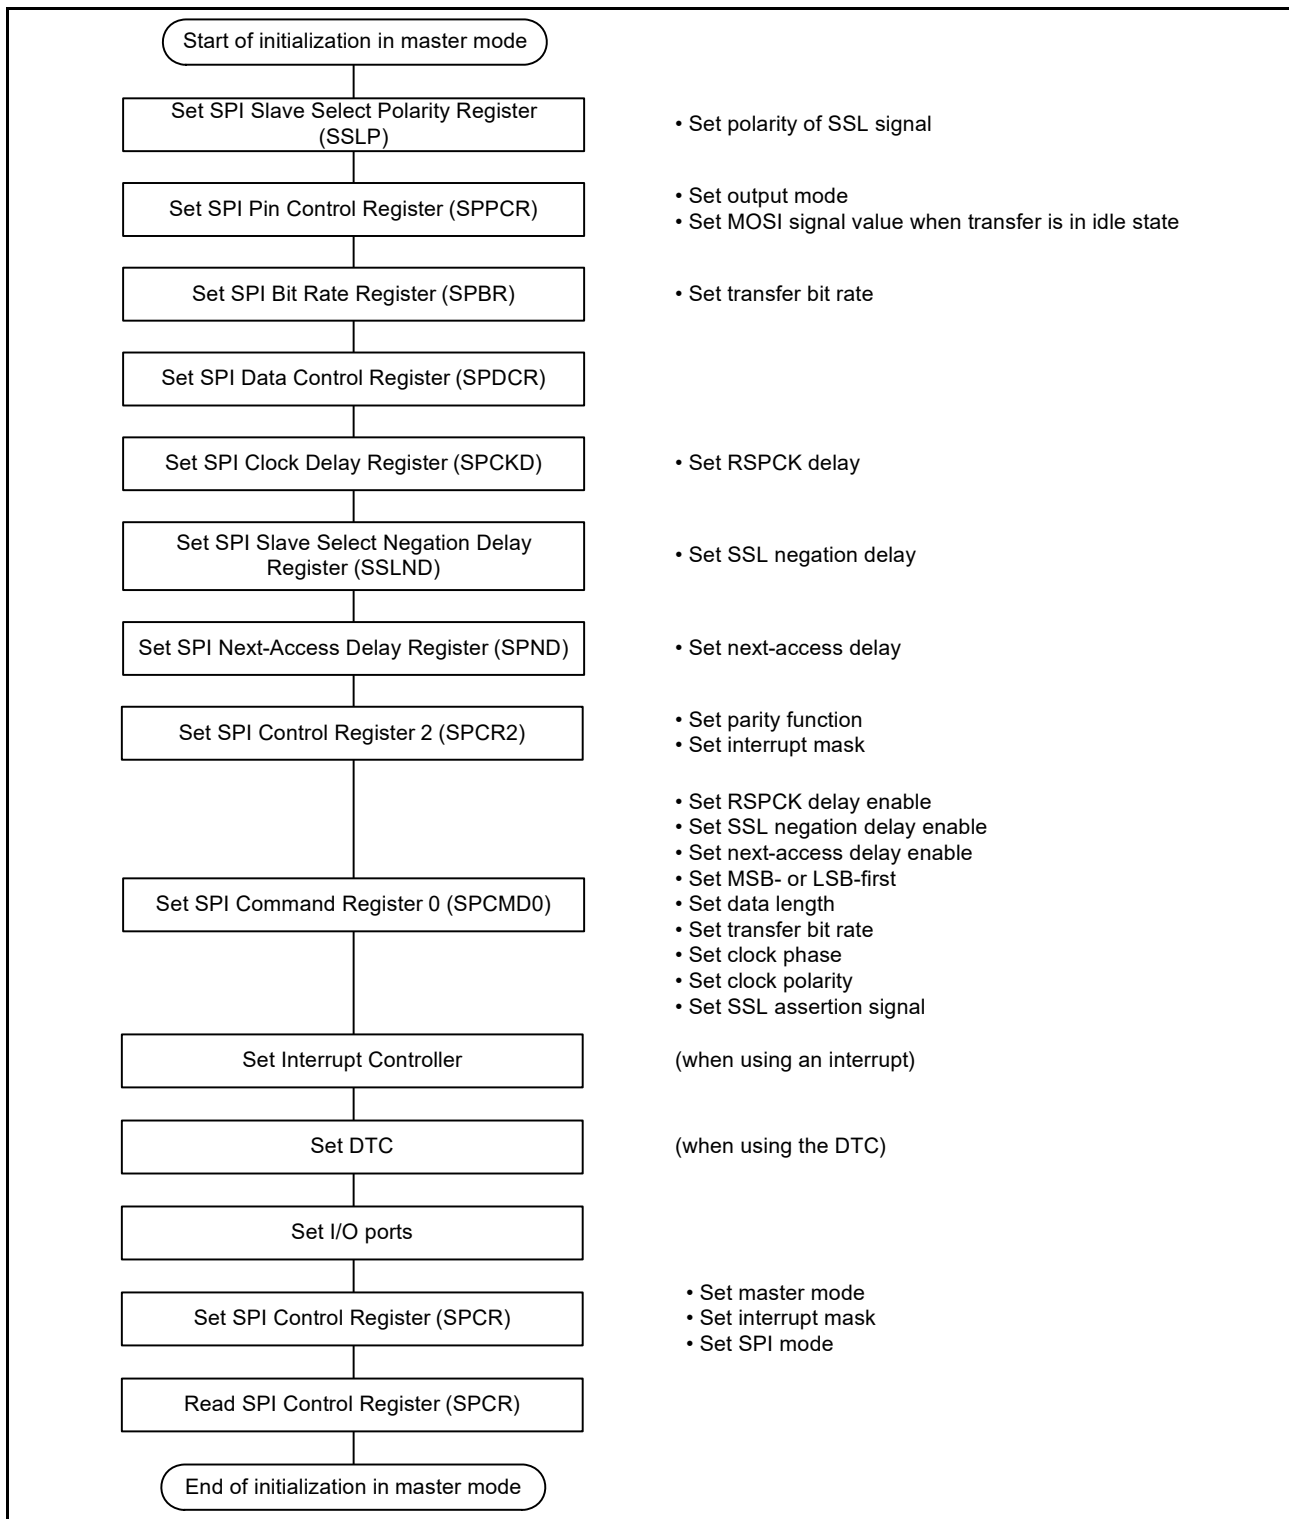 Start of initialization in master mode
Set SPI Slave Select Polarity Register
(SSLP)
• Set polarity of SSL signal
Set SPI Pin Control Register (SPPCR)
• Set output mode
• Set MOSI signal value when transfer is in idle state
Set SPI Bit Rate Register (SPBR)
• Set transfer bit rate
Set SPI Data Control Register (SPDCR)
Set SPI Clock Delay Register (SPCKD)
• Set RSPCK delay
Set SPI Slave Select Negation Delay
Register (SSLND)
• Set SSL negation delay
Set SPI Next-Access Delay Register (SPND)
• Set next-access delay
Set SPI Control Register 2 (SPCR2)
• Set parity function
• Set interrupt mask
Set SPI Command Register 0 (SPCMD0)
• Set RSPCK delay enable
• Set SSL negation delay enable
• Set next-access delay enable
• Set MSB- or LSB-first
• Set data length
• Set transfer bit rate
• Set clock phase
• Set clock polarity
• Set SSL assertion signal
Set Interrupt Controller
(when using an interrupt)
Set DTC
(when using the DTC)
Set I/O ports
Set SPI Control Register (SPCR)
• Set master mode
• Set interrupt mask
• Set SPI mode
Read SPI Control Register (SPCR)
End of initialization in master mode